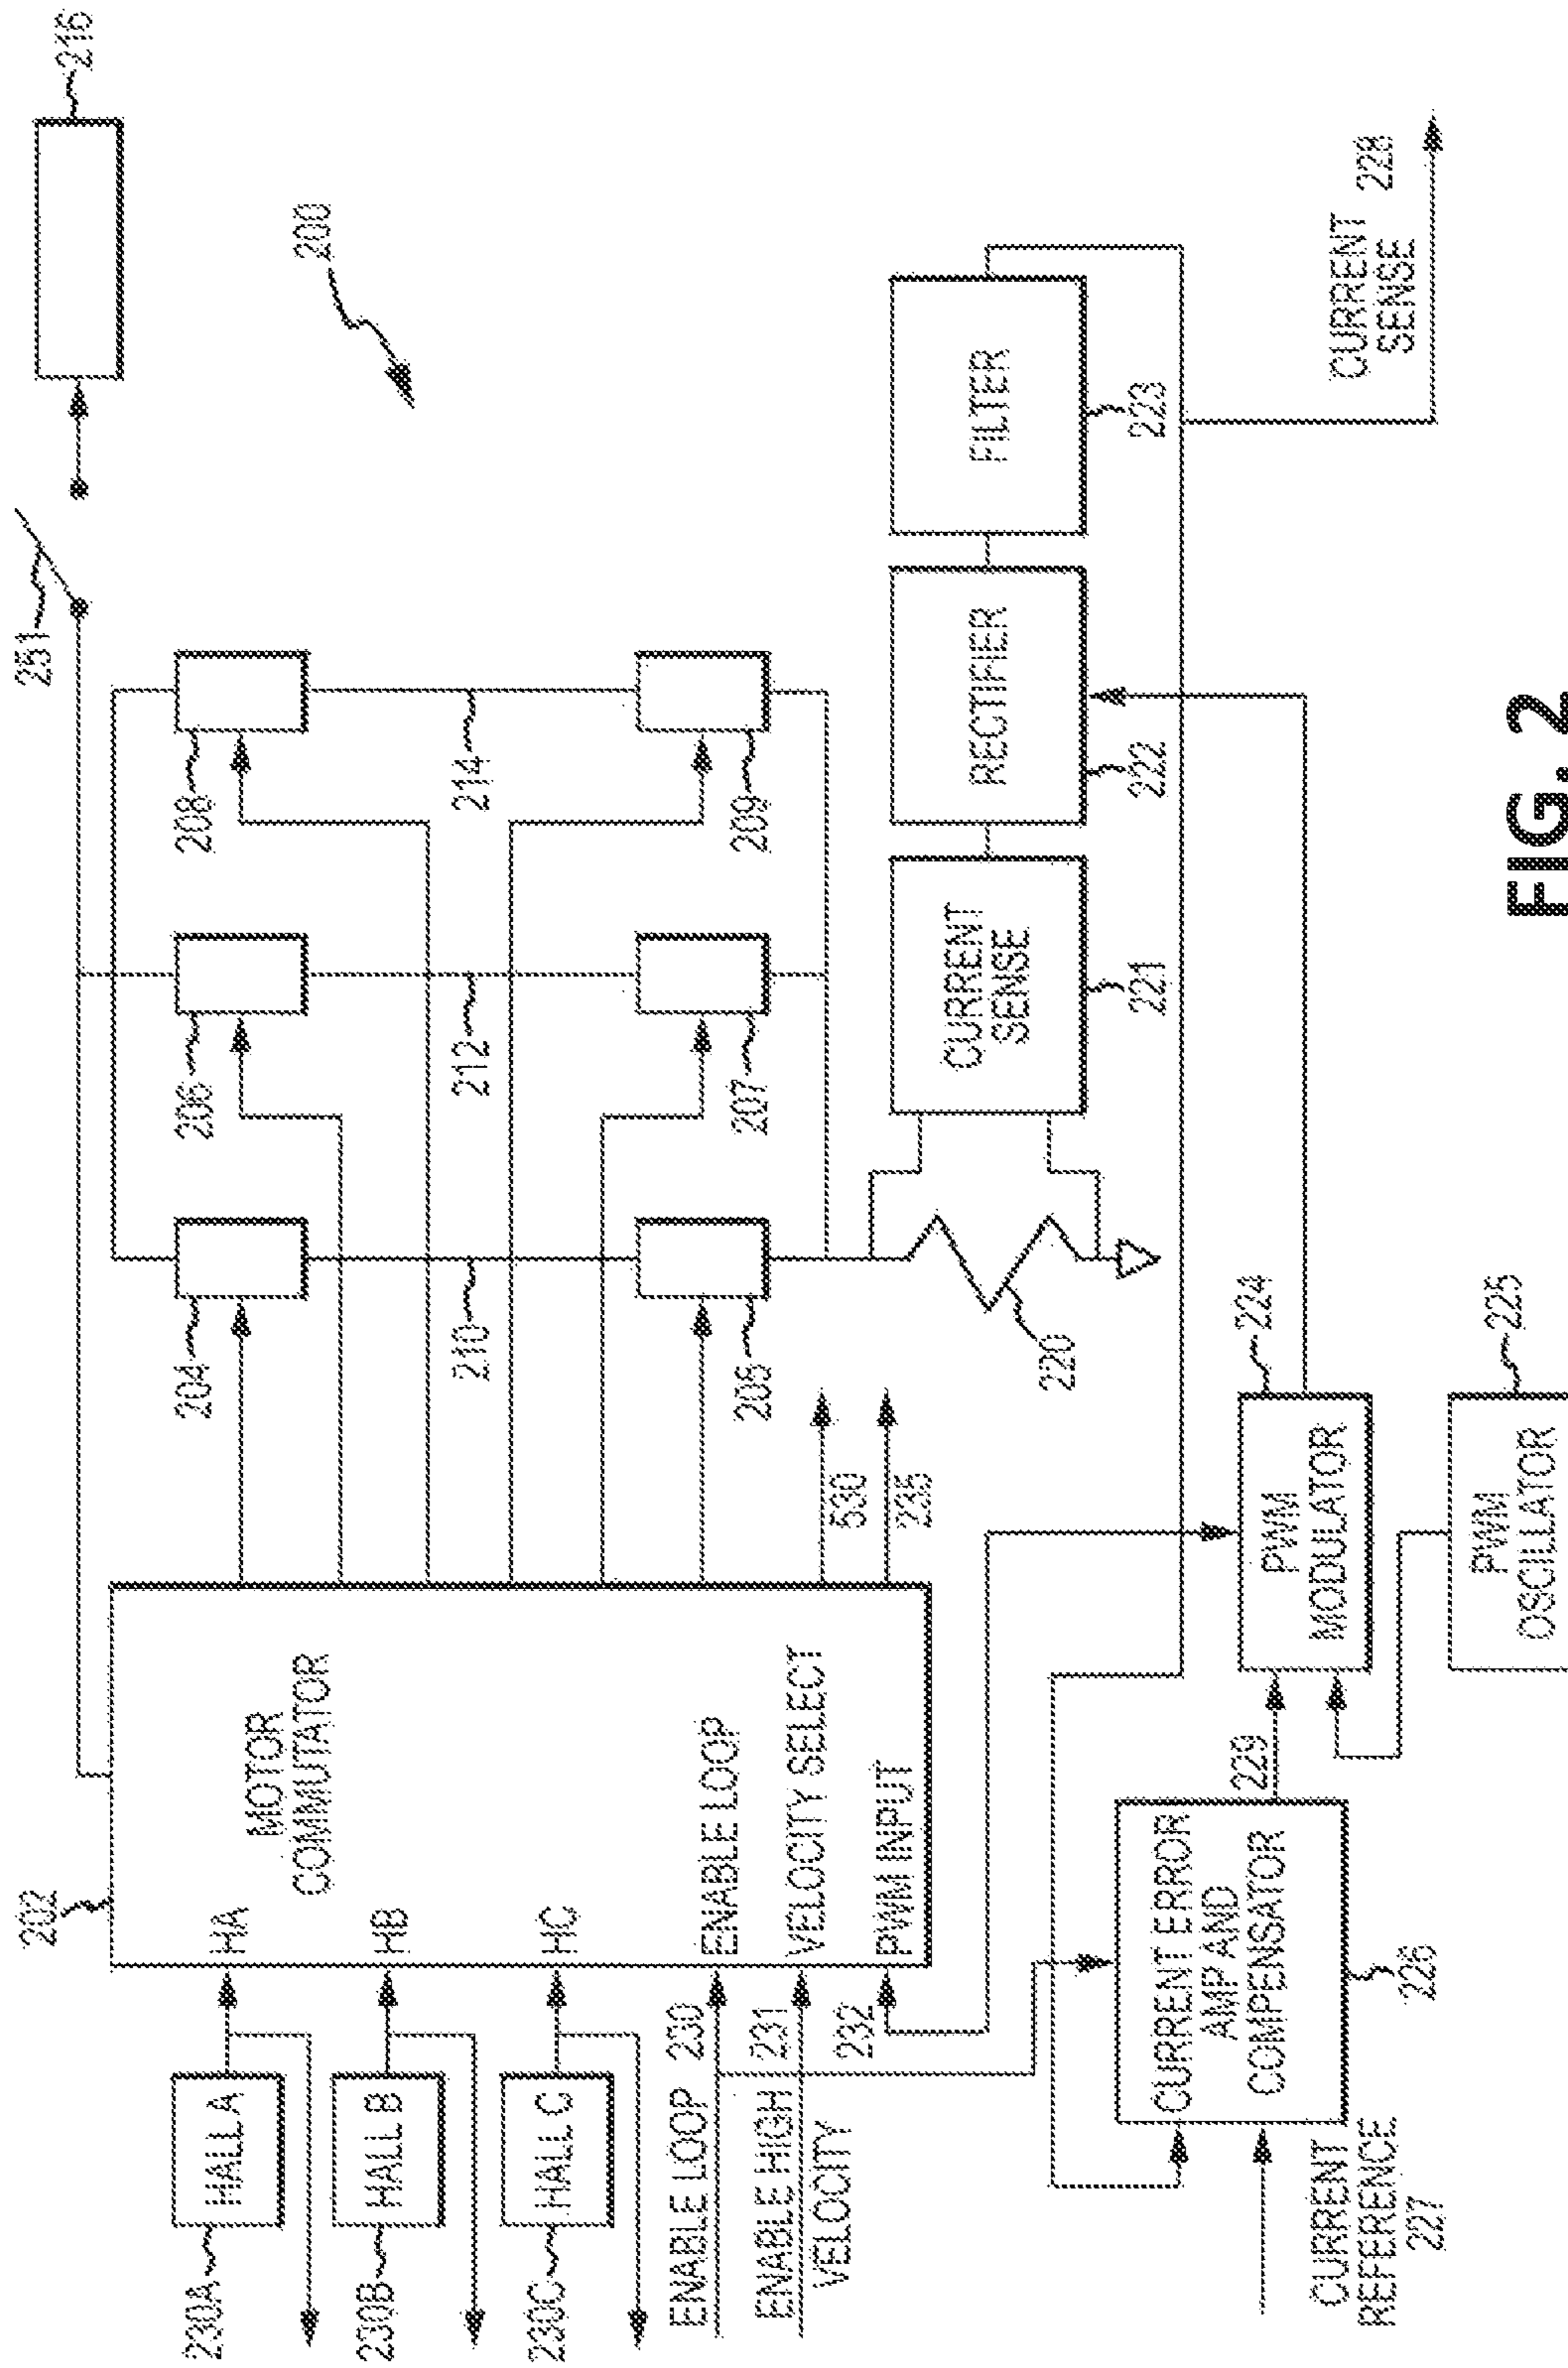 202
251
216
200
MOTOR
COMMUTATOR
230A
HALL A
HA
230B
HALL B
HB
230C
HALL C
HC
ENABLE LOOP 230
ENABLE LOOP
ENABLE HIGH 231
VELOCITY
VELOCITY SELECT
232
PWM INPUT
204
206
208
210
212
214
205
207
209
530
235
220
CURRENT
SENSE
221
RECTIFIER
222
FILTER
223
CURRENT ERROR
AMP AND
COMPENSATOR
226
229
PWM
MODULATOR
224
PWM
OSCILLATOR
225
CURRENT
REFERENCE
227
CURRENT
SENSE 228
FIG. 2